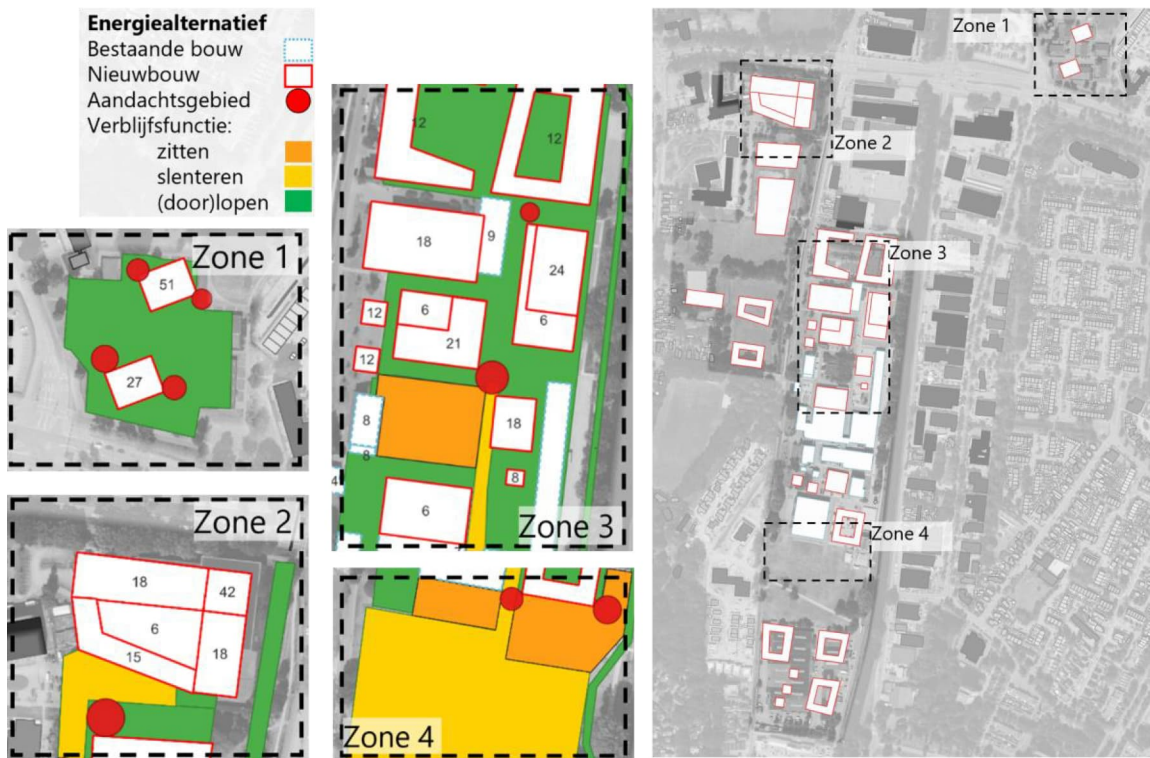 Energiealternatief
Bestaande bouw
Nieuwbouw
Aandachtsgebied
Verblijfsfunctie:
zitten
slenteren
(door)lopen
Zone 1
51
27
Zone 2
18
42
6
15
18
12
12
18
9
24
6
6
21
12
12
8
8
18
8
4
6
Zone 3
Zone 4
Zone 1
Zone 2
Zone 3
Zone 4